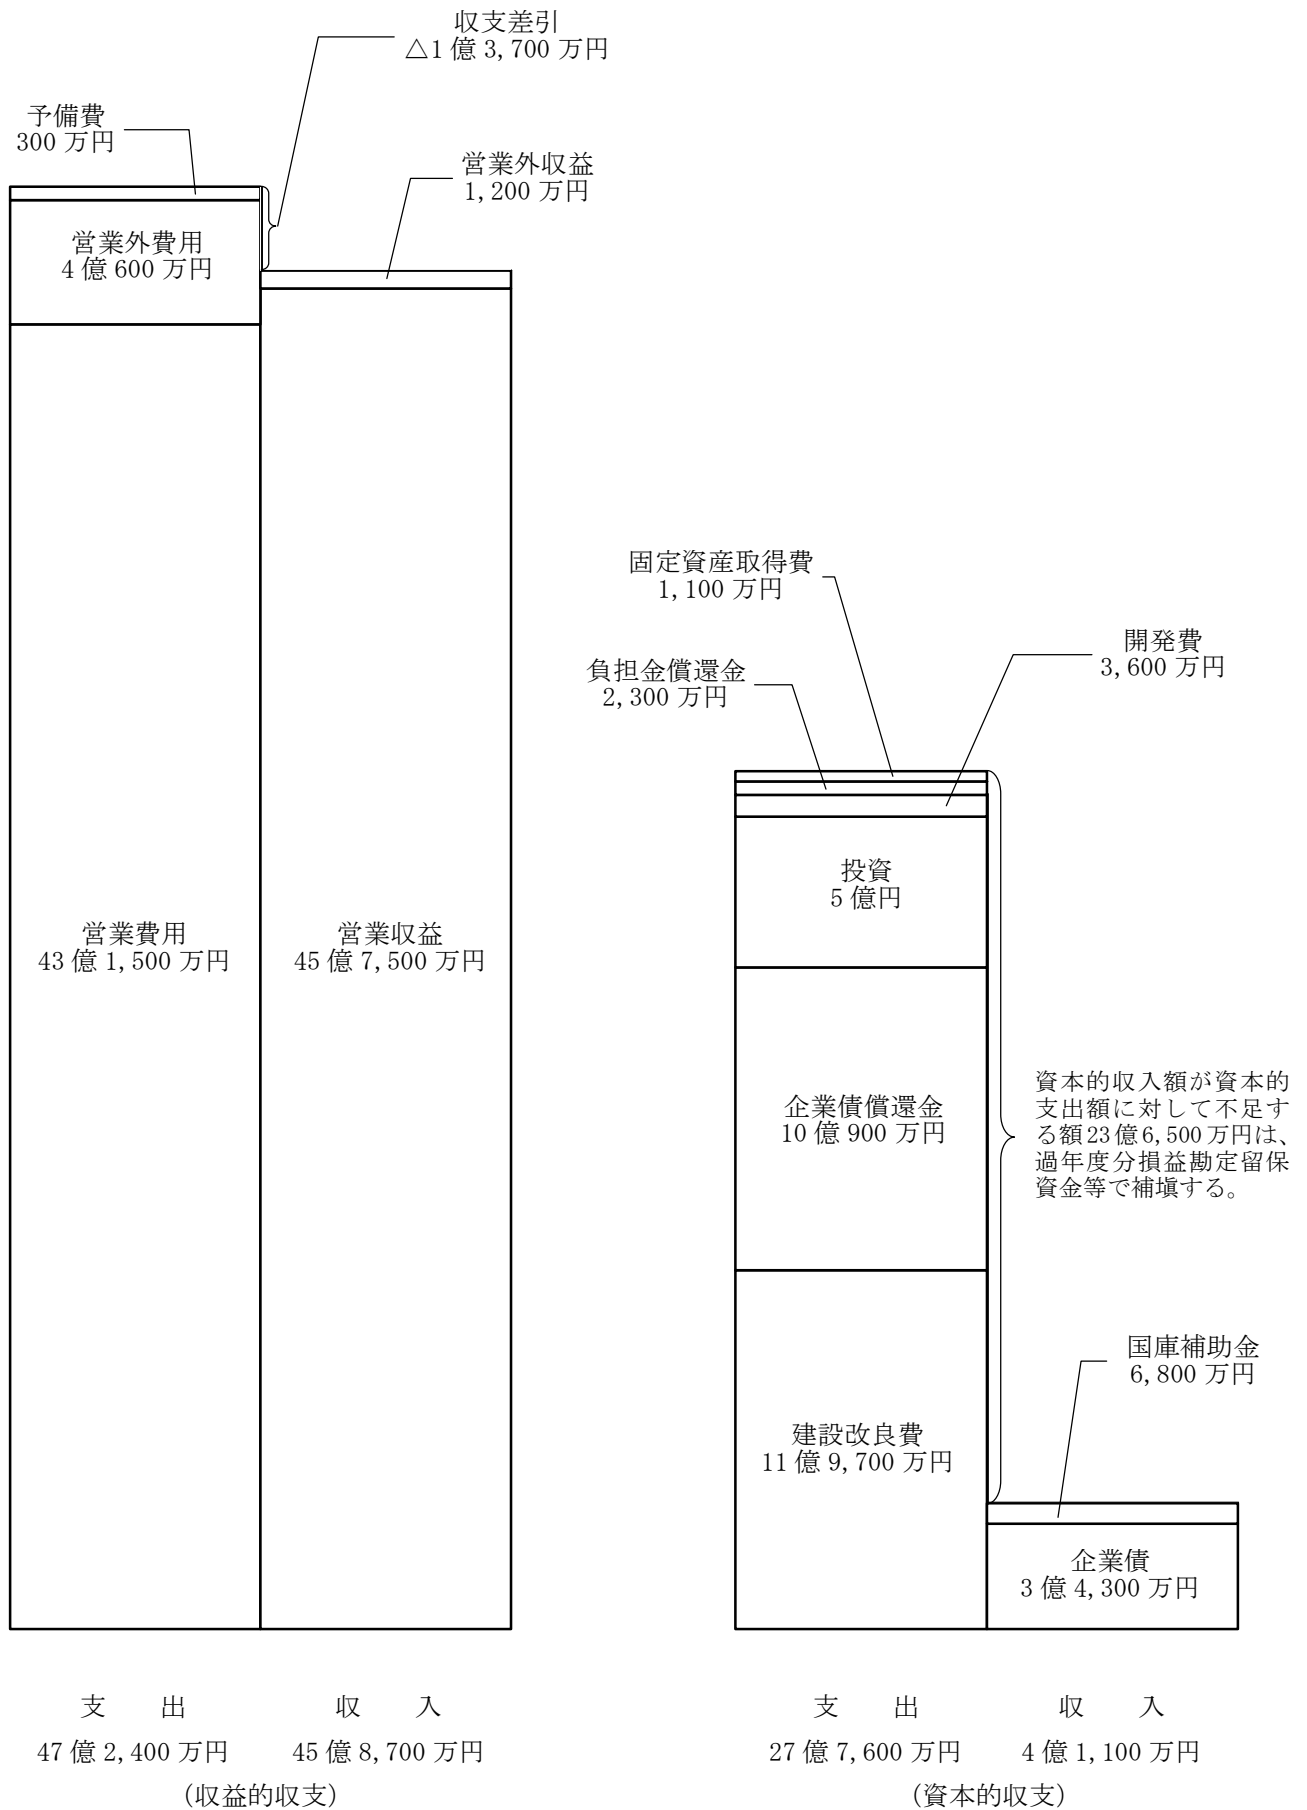 収支差引
△1億3,700万円
予備費
300万円
営業外収益
1,200万円
営業外費用
4億600万円
営業費用
43億1,500万円
営業収益
45億7,500万円
支出
47億2,400万円
収入
45億8,700万円
（収益的収支）
固定資産取得費
1,100万円
開発費
3,600万円
負担金償還金
2,300万円
投資
5億円
企業債償還金
10億900万円
資本的収入額が資本的
支出額に対して不足す
る額23億6,500万円は、
過年度分損益勘定留保
資金等で補塡する。
国庫補助金
6,800万円
建設改良費
11億9,700万円
企業債
3億4,300万円
支出
27億7,600万円
収入
4億1,100万円
（資本的収支）